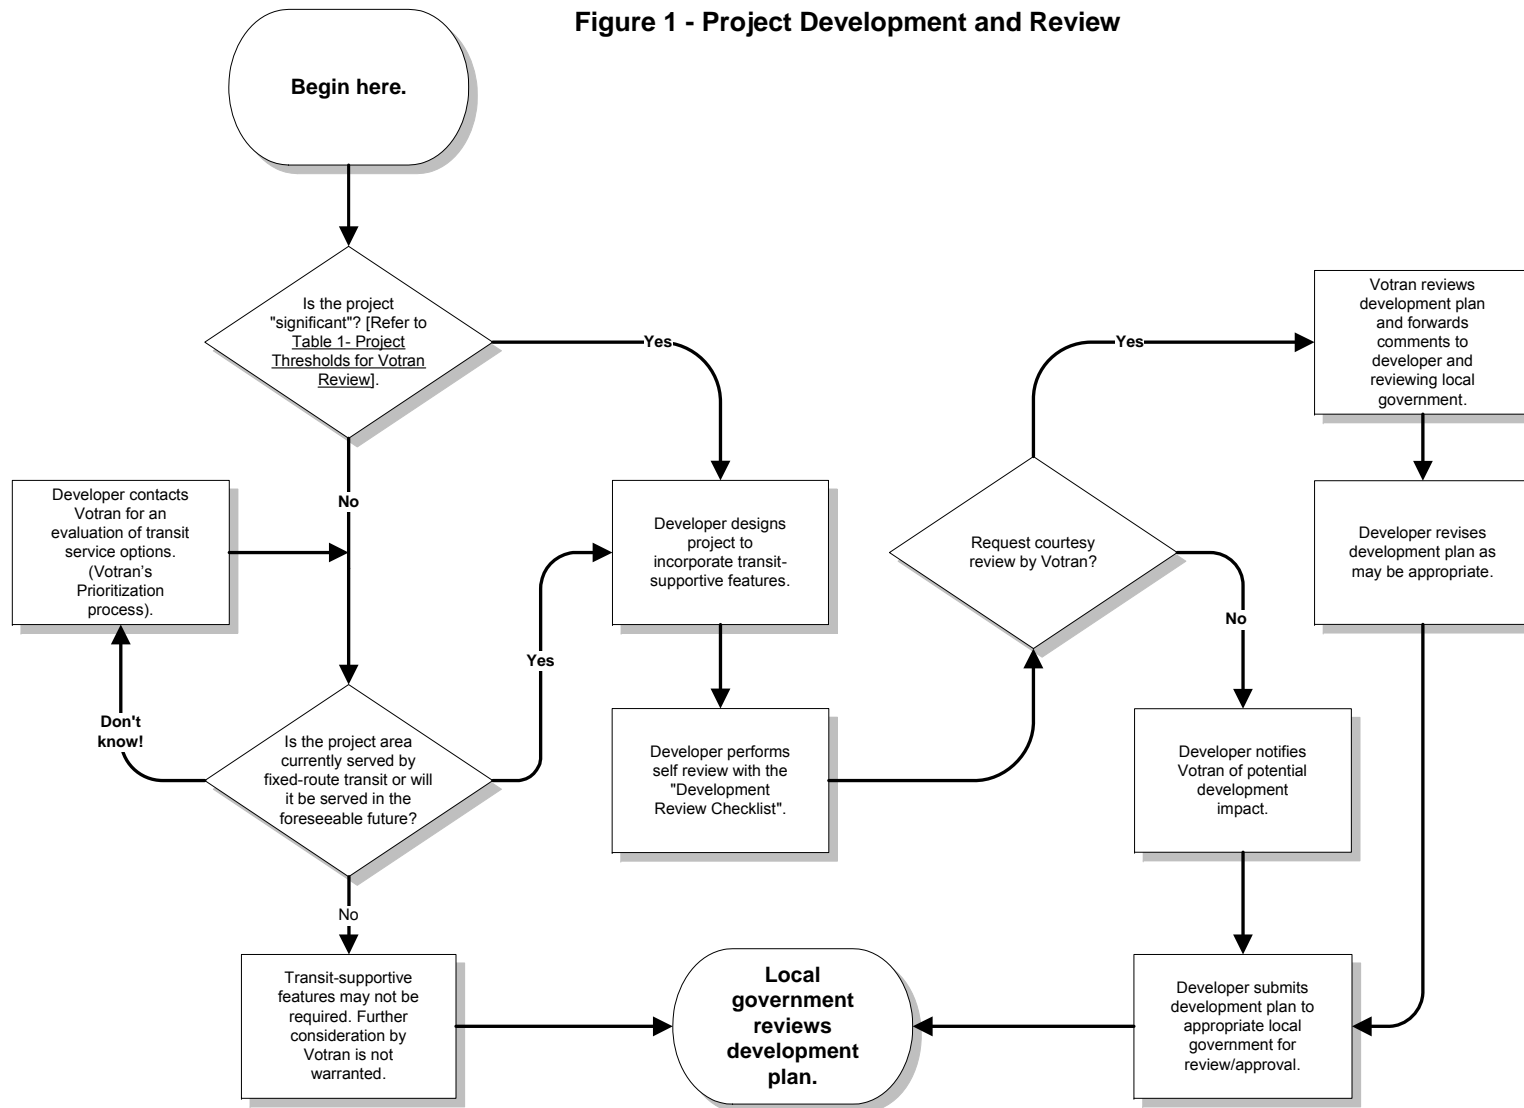 Figure 1 - Project Development and Review
Begin here.
Is the project
"significant"? [Refer to
Table 1- Project
Thresholds for Votran
Review].
Yes
No
Developer contacts
Votran for an
evaluation of transit
service options.
(Votran's
Prioritization
process).
Don't
know!
Is the project area
currently served by
fixed-route transit or will
it be served in the
foreseeable future?
Yes
No
Transit-supportive
features may not be
required. Further
consideration by
Votran is not
warranted.
Developer designs
project to
incorporate transit-
supportive features.
Developer performs
self review with the
"Development
Review Checklist".
Request courtesy
review by Votran?
Yes
No
Votran reviews
development plan
and forwards
comments to
developer and
reviewing local
government.
Developer revises
development plan as
may be appropriate.
Developer notifies
Votran of potential
development
impact.
Developer submits
development plan to
appropriate local
government for
review/approval.
Local
government
reviews
development
plan.